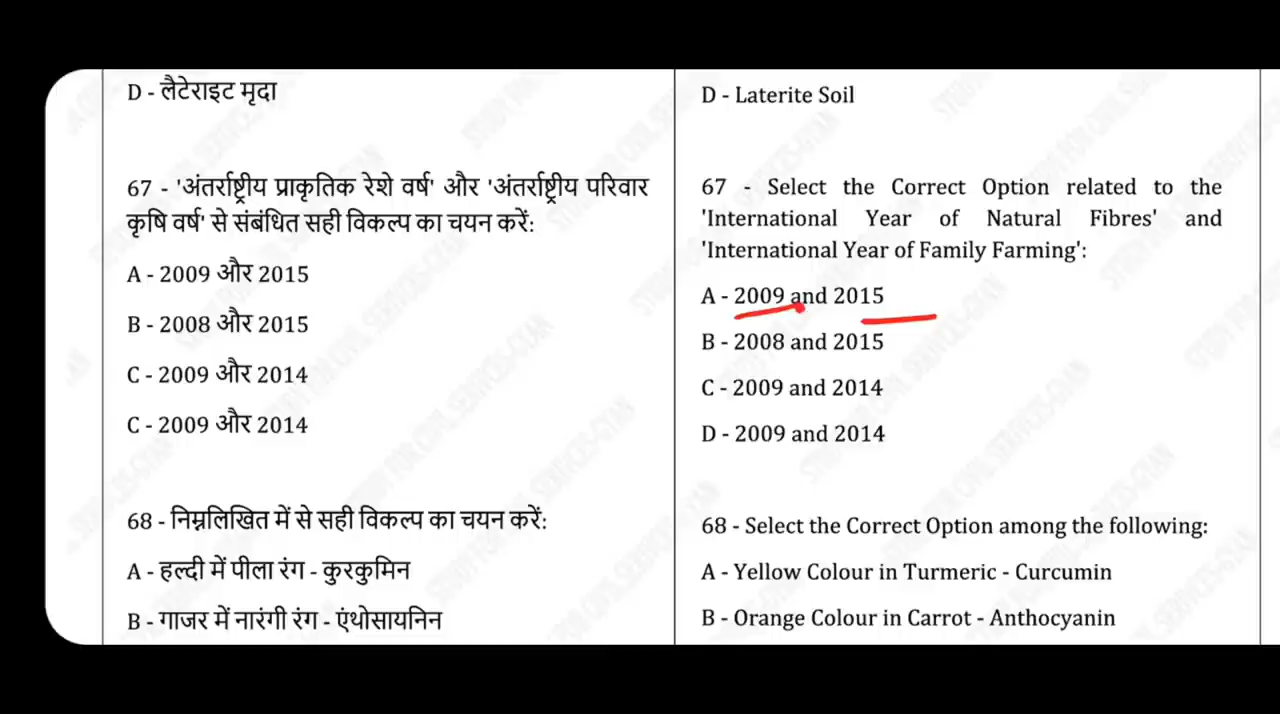 D - लैटेराइट मृदा
67 - 'अंतर्राष्ट्रीय प्राकृतिक रेशे वर्ष' और 'अंतर्राष्ट्रीय परिवार
कृषि वर्ष' से संबंधित सही विकल्प का चयन करें:
A - 2009 और 2015
B - 2008 और 2015
C - 2009 और 2014
C - 2009 और 2014
68 - निम्नलिखित में से सही विकल्प का चयन करें:
A - हल्दी में पीला रंग - कुरकुमिन
B - गाजर में नारंगी रंग - एंथोसायनिन
D - Laterite Soil
67 - Select the Correct Option related to the
'International Year of Natural Fibres' and
'International Year of Family Farming':
A - 2009 and 2015
B - 2008 and 2015
C - 2009 and 2014
D - 2009 and 2014
68 - Select the Correct Option among the following:
A - Yellow Colour in Turmeric - Curcumin
B - Orange Colour in Carrot - Anthocyanin